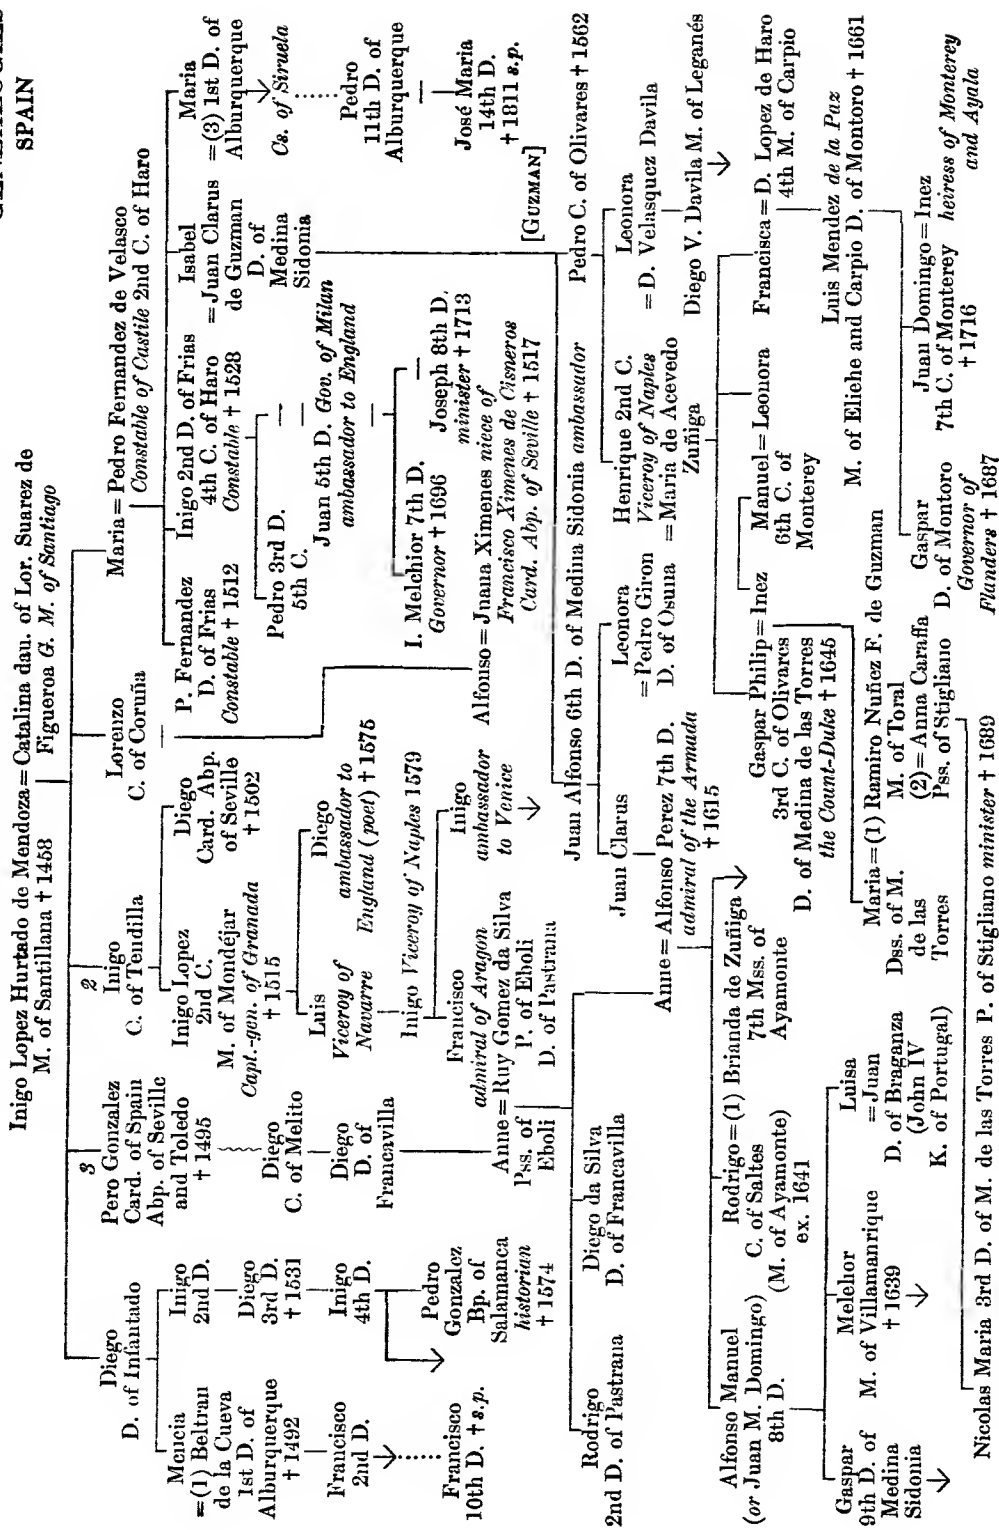 SPAIN
Inigo Lopez Hurtado de Mendoza = Catalina dau. of Lor. Suarez de
M. of Santillana † 1458 Figueroa G. M. of Santiago
Diego
D. of Infantado
3
Pero Gonzalez
Card. of Spain
Abp. of Seville
and Toledo
† 1495
2
Inigo
C. of Tendilla
Lorenzo
C. of Coruña
Maria = Pedro Fernandez de Velasco
Constable of Castile 2nd C. of Haro
Mencia
= (1) Beltran
de la Cueva
1st D. of
Alburquerque
† 1492
Inigo
2nd D.
Diego
3rd D.
† 1531
Inigo
4th D.
Francisco
2nd D.
Francisco
10th D. † s.p.
Pedro
Gonzalez
Bp. of
Salamanca
historian
† 1574
Diego
C. of Melito
Diego
D. of
Francavilla
Inigo Lopez
2nd C.
M. of Mondéjar
Capt.-gen. of Granada
† 1515
Diego
Card. Abp.
of Seville
† 1502
Luis
Viceroy of
Navarre
Diego
ambassador to
England (poet) † 1575
Inigo Viceroy of Naples 1579
Francisco
admiral of Aragon
Inigo
ambassador
to Venice
P. Fernandez
D. of Frias
Constable † 1512
Inigo 2nd D. of Frias
4th C. of Haro
Constable † 1528
Isabel
= Juan Clarus
de Guzman
D. of
Medina
Sidonia
Maria
= (3) 1st D. of
Alburquerque
Cs. of Siruela
Pedro
11th D. of
Alburquerque
José Maria
14th D.
† 1811 s.p.
Pedro 3rd D.
5th C.
Juan 5th D. Gov. of Milan
ambassador to England
I. Melchior 7th D.
Governor † 1696
Joseph 8th D.
minister † 1713
Alfonso = Juana Ximenes niece of
Francisco Ximenes de Cisneros
Card. Abp. of Seville † 1517
[GUZMAN]
Anne = Ruy Gomez da Silva
Pss. of P. of Eboli
Eboli D. of Pastrana
Rodrigo
2nd D. of Pastrana
Diego da Silva
D. of Francavilla
Juan Alfonso 6th D. of Medina Sidonia ambassador
Pedro C. of Olivares † 1562
Juan Clarus
Leonora
= Pedro Giron
D. of Osuna
Henrique 2nd C.
Viceroy of Naples
= Maria de Acevedo
Zuñiga
Leonora
= D. Velasquez Davila
Diego V. Davila M. of Leganés
Anne = Alfonso Perez 7th D.
admiral of the Armada
† 1615
Alfonso Manuel
(or Juan M. Domingo)
8th D.
Rodrigo = (1) Brianda de Zuñiga
C. of Saltes 7th Mss. of
(M. of Ayamonte) Ayamonte
ex. 1641
Gaspar Philip = Inez
3rd C. of Olivares
D. of Medina de las Torres
the Count-Duke † 1645
Manuel = Leonora
6th C. of
Monterey
Francisca = D. Lopez de Haro
4th M. of Carpio
Gaspar
9th D. of
Medina
Sidonia
Melchor
M. of Villamanrique
† 1639
Luisa
= Juan
D. of Braganza
(John IV
K. of Portugal)
Maria = (1) Ramiro Nuñez F. de Guzman
Dss. of M. M. of Toral
de las (2) = Anna Caraffa
Torres Pss. of Stigliano
Luis Mendez de la Paz
M. of Eliche and Carpio D. of Montoro † 1661
Gaspar
D. of Montoro
Governor of
Flanders † 1687
Juan Domingo = Inez
7th C. of Monterey heiress of Monterey
† 1716 and Ayala
Nicolas Maria 3rd D. of M. de las Torres P. of Stigliano minister † 1689